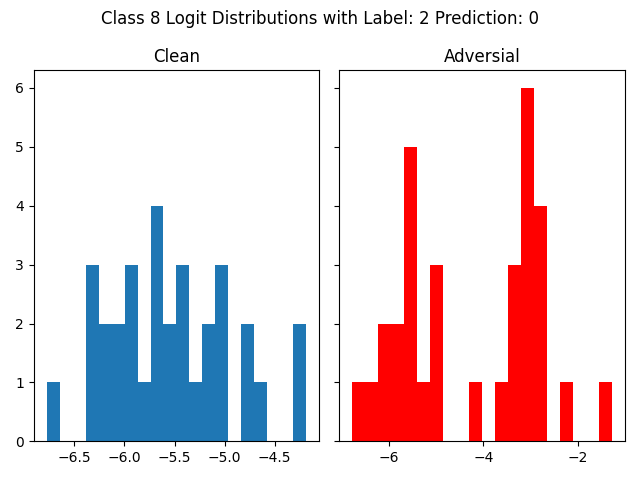 Class 8 Logit Distributions with Label: 2 Prediction: 0
Clean
Adversial
6
5
4
3
2
1
0
−6.5 −6.0 −5.5 −5.0 −4.5
−6 −4 −2